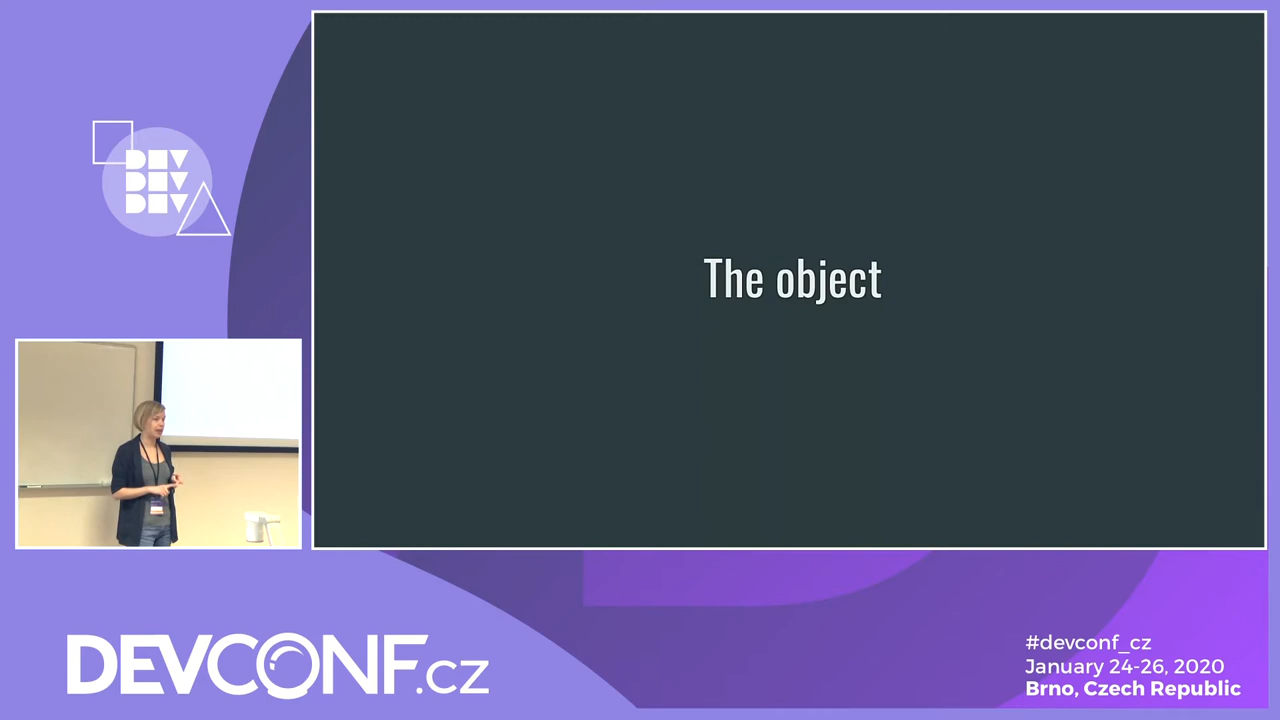 DEV
DEV
DEV
The object
DEVCONF.cz
#devconf_cz
January 24-26, 2020
Brno, Czech Republic